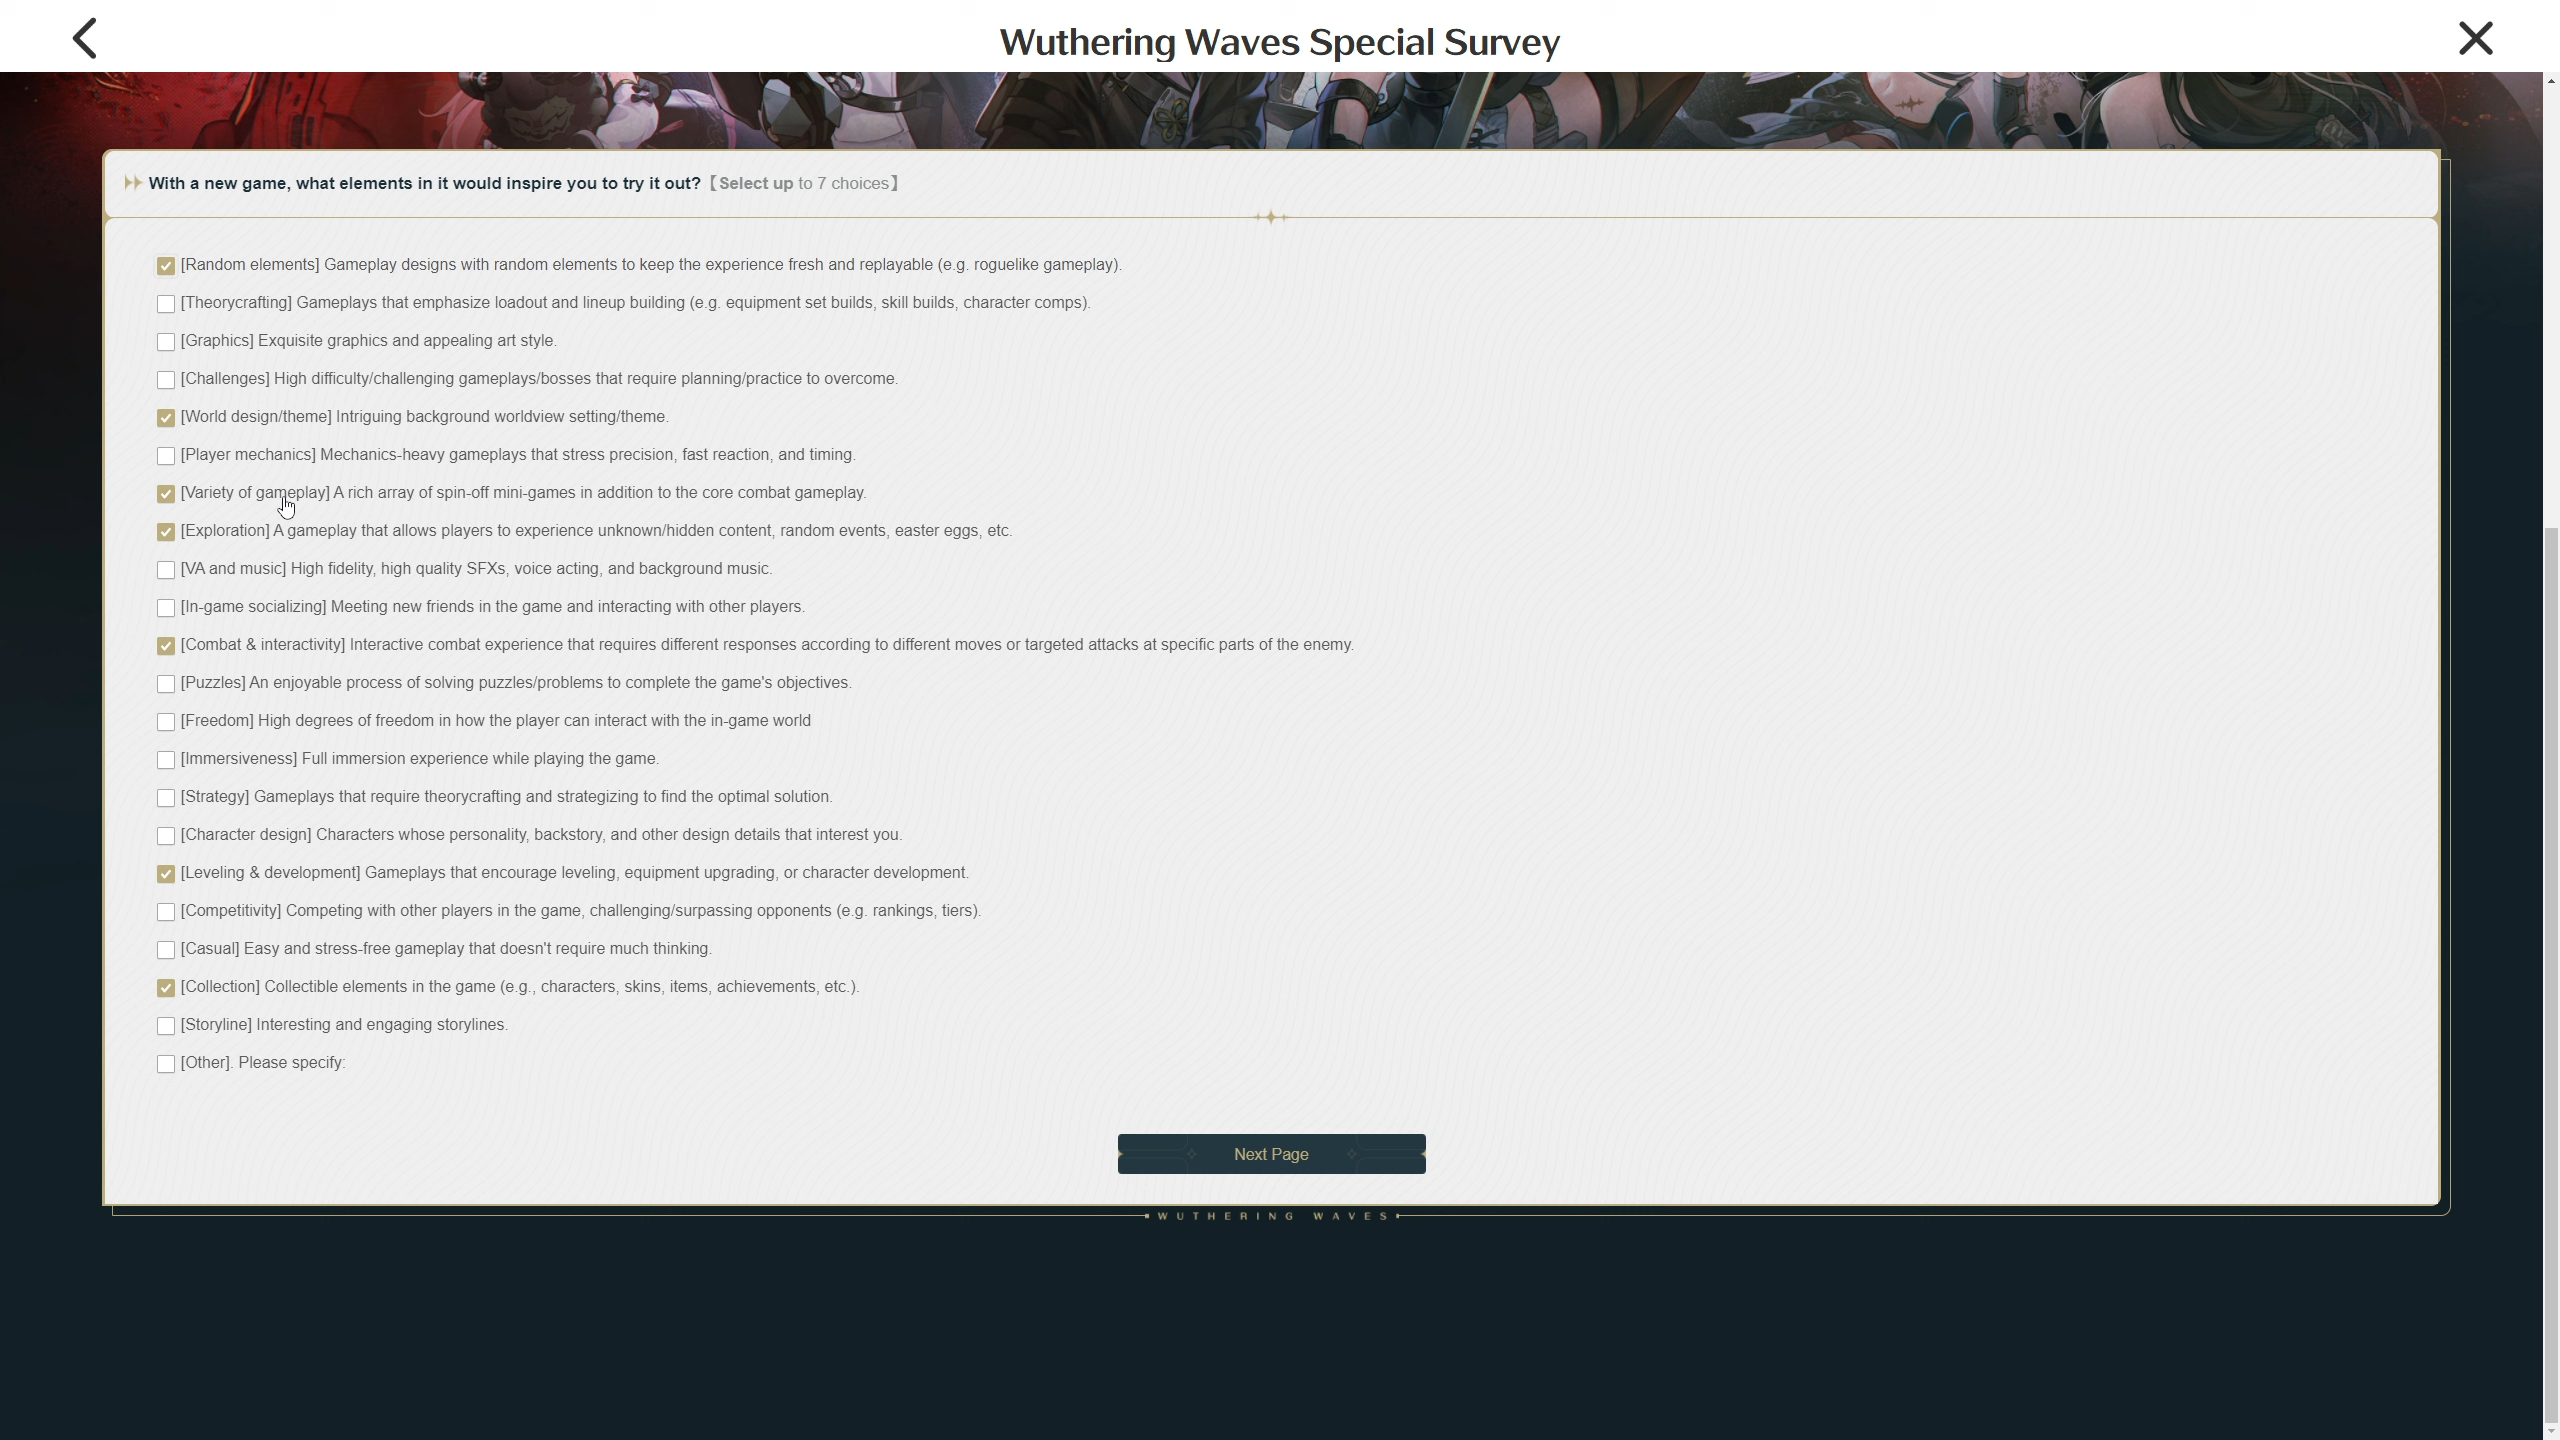 Wuthering Waves Special Survey
With a new game, what elements in it would inspire you to try it out?【Select up to 7 choices】
[Random elements] Gameplay designs with random elements to keep the experience fresh and replayable (e.g. roguelike gameplay).
[Theorycrafting] Gameplays that emphasize loadout and lineup building (e.g. equipment set builds, skill builds, character comps).
[Graphics] Exquisite graphics and appealing art style.
[Challenges] High difficulty/challenging gameplays/bosses that require planning/practice to overcome.
[World design/theme] Intriguing background worldview setting/theme.
[Player mechanics] Mechanics-heavy gameplays that stress precision, fast reaction, and timing.
[Variety of gameplay] A rich array of spin-off mini-games in addition to the core combat gameplay.
[Exploration] A gameplay that allows players to experience unknown/hidden content, random events, easter eggs, etc.
[VA and music] High fidelity, high quality SFXs, voice acting, and background music.
[In-game socializing] Meeting new friends in the game and interacting with other players.
[Combat & interactivity] Interactive combat experience that requires different responses according to different moves or targeted attacks at specific parts of the enemy.
[Puzzles] An enjoyable process of solving puzzles/problems to complete the game's objectives.
[Freedom] High degrees of freedom in how the player can interact with the in-game world
[Immersiveness] Full immersion experience while playing the game.
[Strategy] Gameplays that require theorycrafting and strategizing to find the optimal solution.
[Character design] Characters whose personality, backstory, and other design details that interest you.
[Leveling & development] Gameplays that encourage leveling, equipment upgrading, or character development.
[Competitivity] Competing with other players in the game, challenging/surpassing opponents (e.g. rankings, tiers).
[Casual] Easy and stress-free gameplay that doesn't require much thinking.
[Collection] Collectible elements in the game (e.g., characters, skins, items, achievements, etc.).
[Storyline] Interesting and engaging storylines.
[Other]. Please specify:
Next Page
WUTHERING WAVES